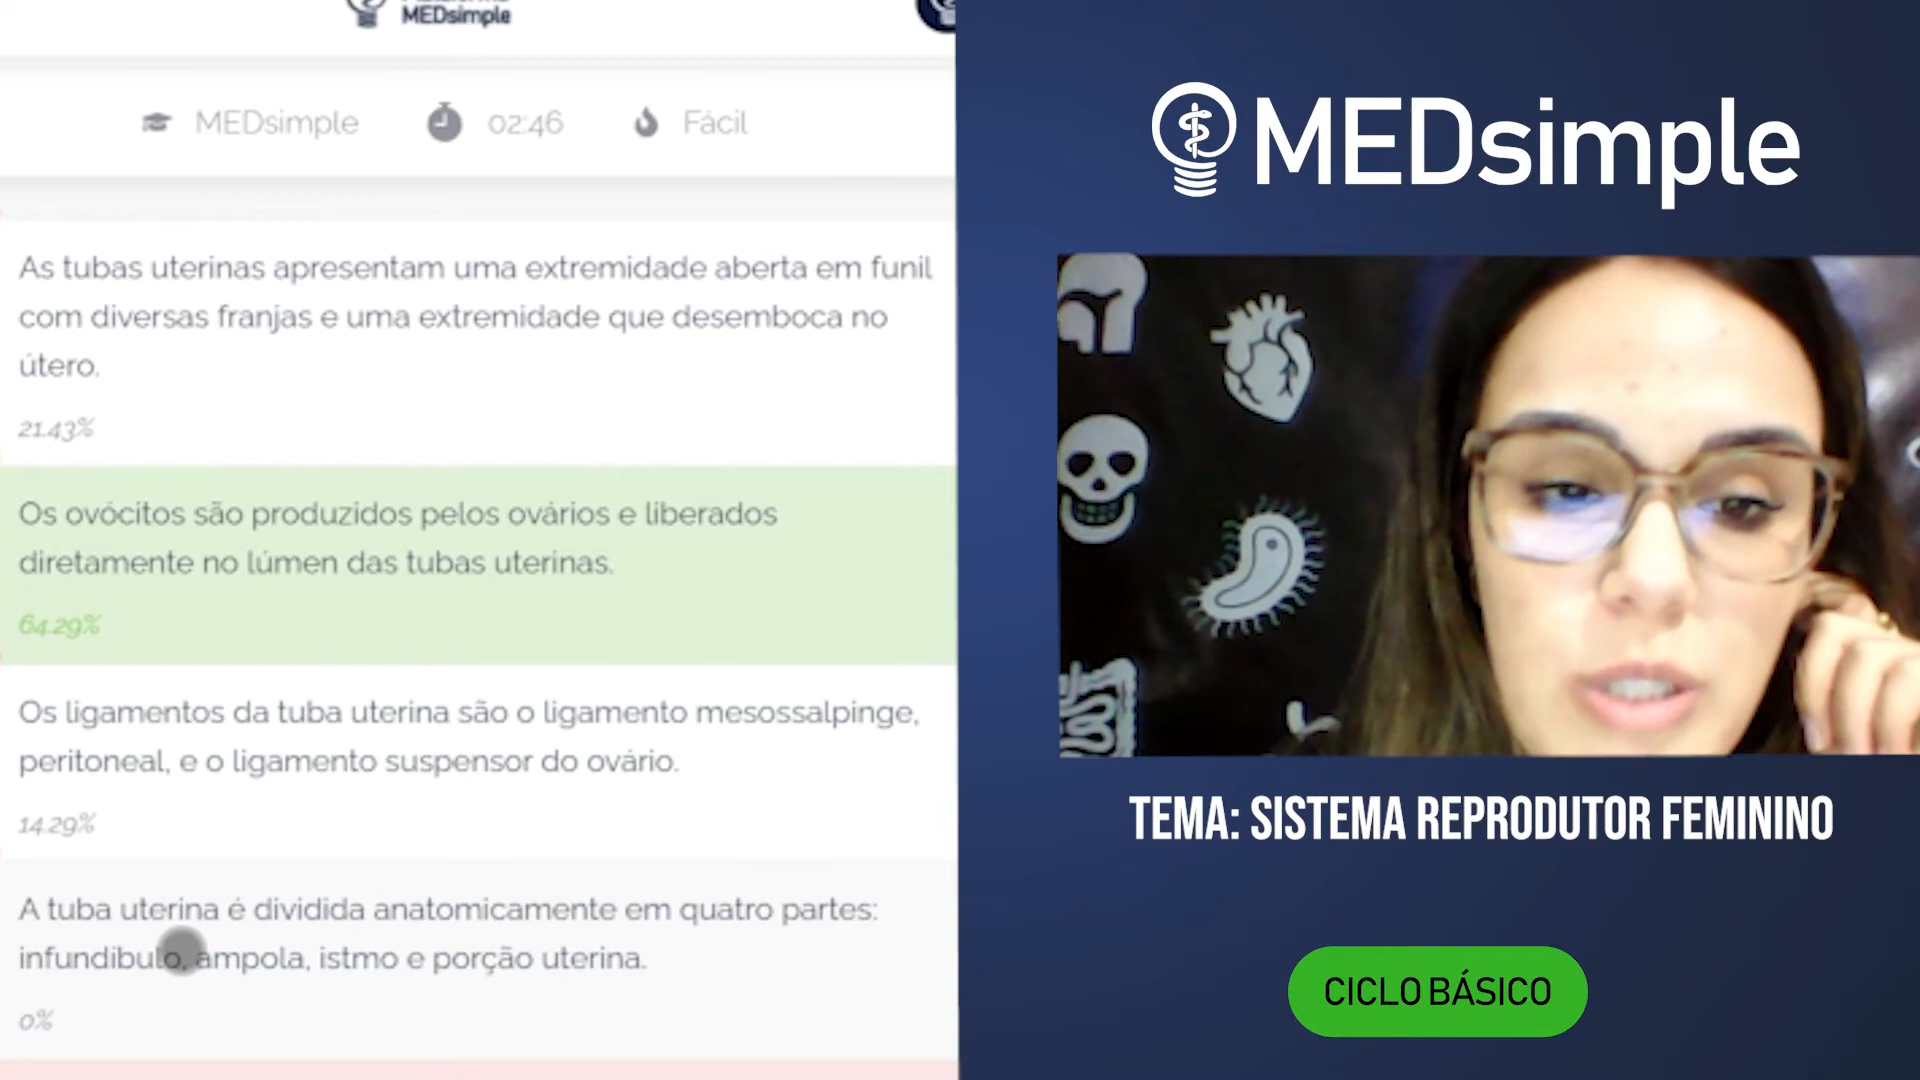 MEDsimple
MEDsimple 02:46 Fácil
As tubas uterinas apresentam uma extremidade aberta em funil
com diversas franjas e uma extremidade que desemboca no
útero.
21.43%
Os ovócitos são produzidos pelos ovários e liberados
diretamente no lúmen das tubas uterinas.
64.29%
Os ligamentos da tuba uterina são o ligamento mesossalpinge,
peritoneal, e o ligamento suspensor do ovário.
14.29%
A tuba uterina é dividida anatomicamente em quatro partes:
infundíbulo, ampola, istmo e porção uterina.
0%
MEDsimple
TEMA: SISTEMA REPRODUTOR FEMININO
CICLO BÁSICO